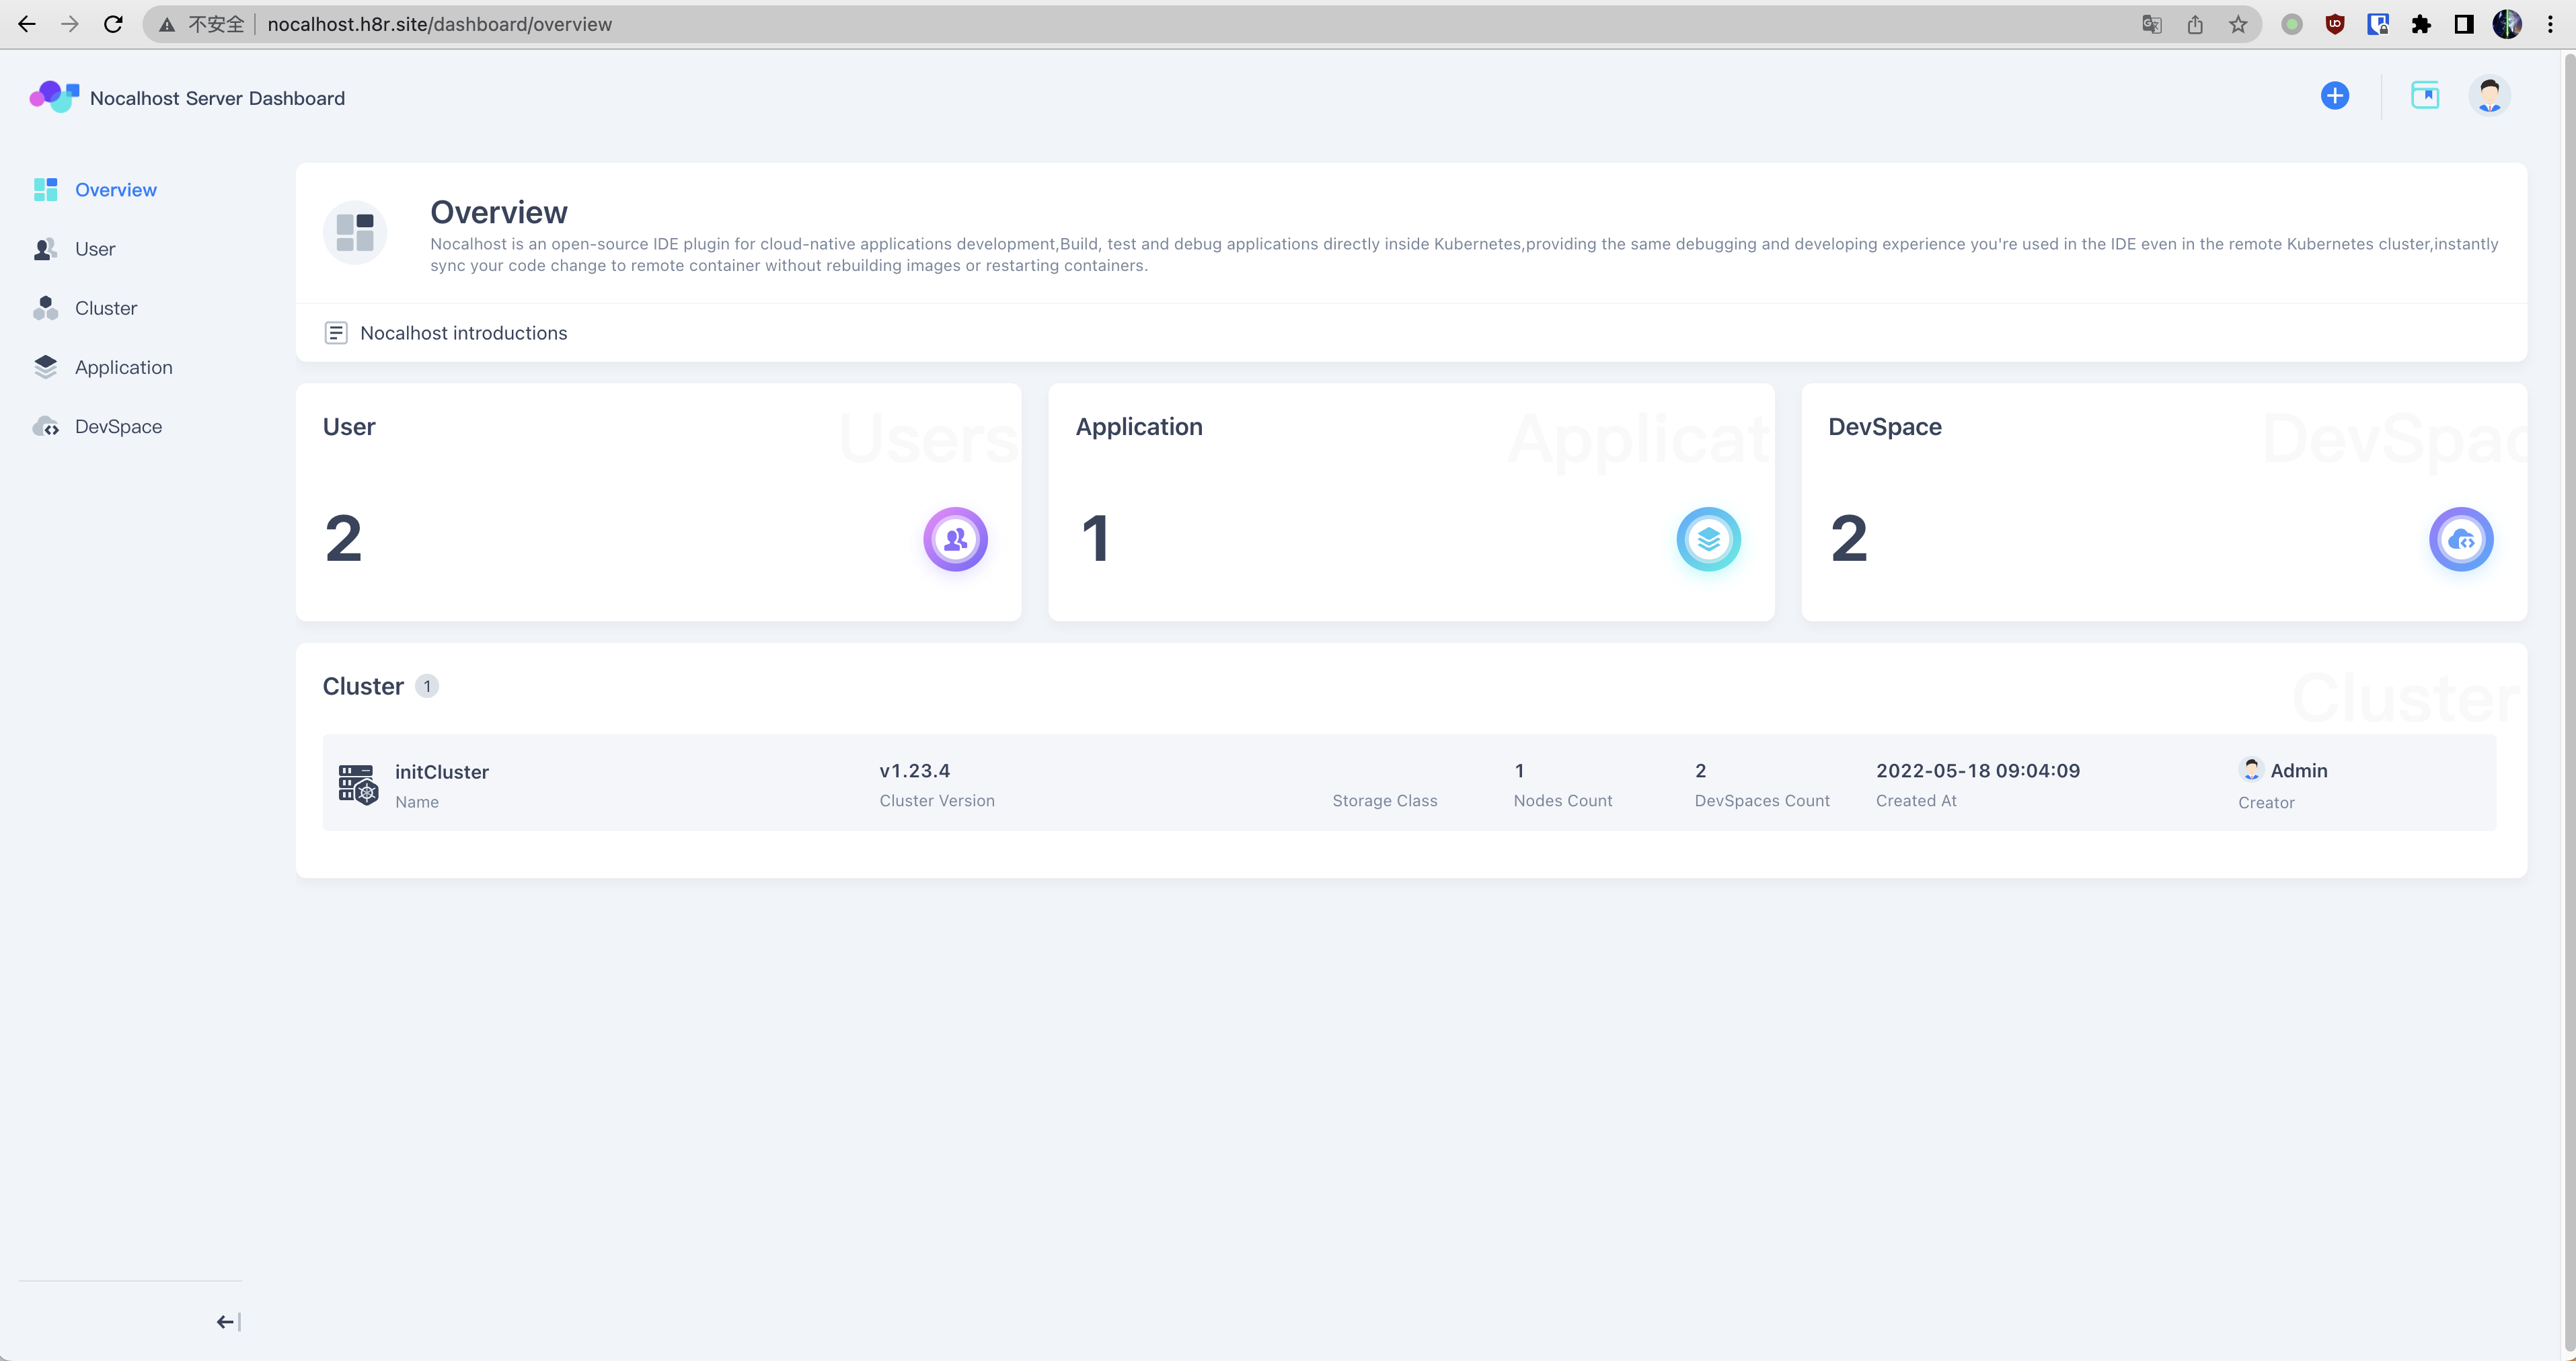 不安全 nocalhost.h8r.site/dashboard/overview
Nocalhost Server Dashboard
Overview
User
Cluster
Application
DevSpace
Overview
Nocalhost is an open-source IDE plugin for cloud-native applications development,Build, test and debug applications directly inside Kubernetes,providing the same debugging and developing experience you're used in the IDE even in the remote Kubernetes cluster,instantly
sync your code change to remote container without rebuilding images or restarting containers.
Nocalhost introductions
User
Users
2
Application
Applicat
1
DevSpace
DevSpac
2
Cluster 1
Cluster
initCluster
Name
v1.23.4
Cluster Version
Storage Class
1
Nodes Count
2
DevSpaces Count
2022-05-18 09:04:09
Created At
Admin
Creator